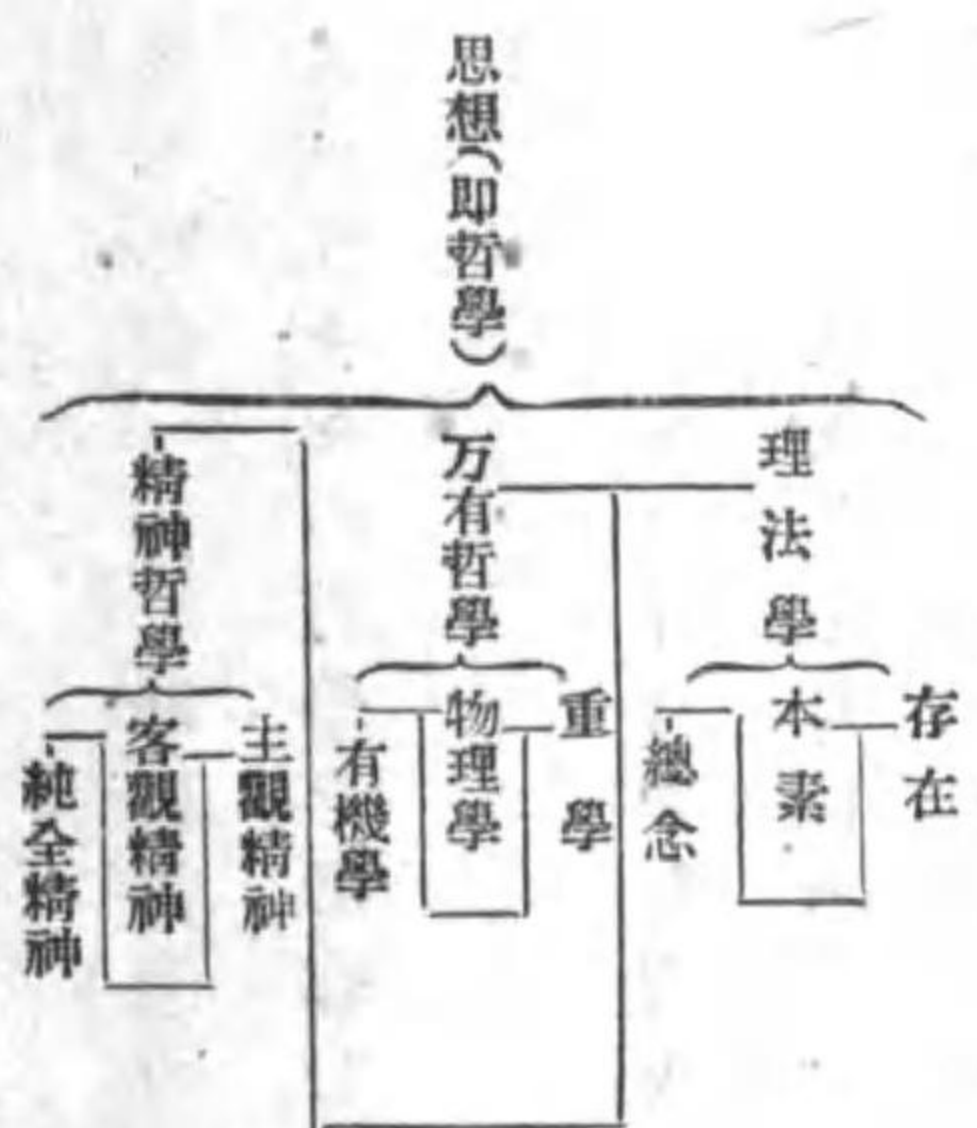 思想(即哲學)
理法學
存在
本素
總念
万有哲學
重學
物理學
有機學
精神哲學
主觀精神
客觀精神
純全精神